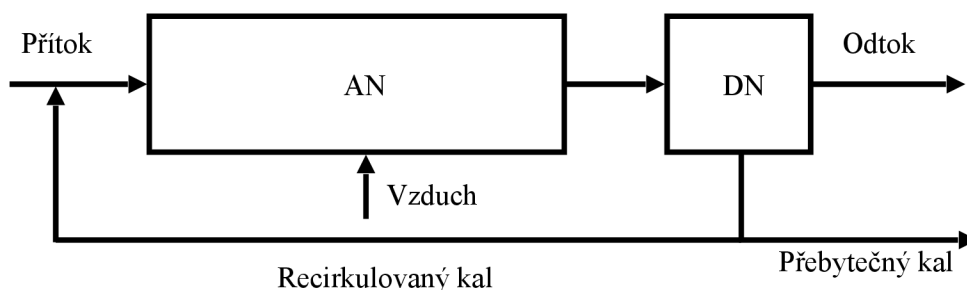 Přítok
AN
DN
Odtok
Vzduch
Recirkulovaný kal
Přebytečný kal